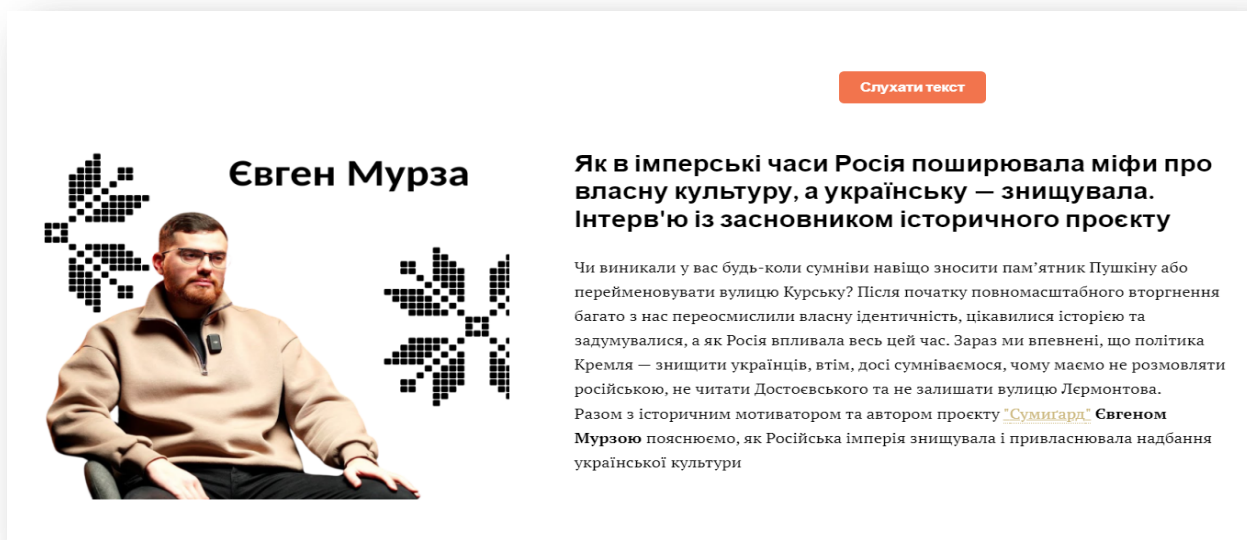 Слухати текст
Євген Мурза
Як в імперські часи Росія поширювала міфи про
власну культуру, а українську — знищувала.
Інтерв'ю із засновником історичного проєкту
Чи виникали у вас будь-коли сумніви навіщо зносити пам’ятник Пушкіну або
перейменовувати вулицю Курську? Після початку повномасштабного вторгнення
багато з нас переосмислили власну ідентичність, цікавилися історією та
задумувалися, а як Росія впливала весь цей час. Зараз ми впевнені, що політика
Кремля — знищити українців, втім, досі сумніваємося, чому маємо не розмовляти
російською, не читати Достоєвського та не залишати вулицю Лєрмонтова.
Разом з історичним мотиватором та автором проєкту "Сумиґард" Євгеном
Мурзою пояснюємо, як Російська імперія знищувала і привласнювала надбання
української культури